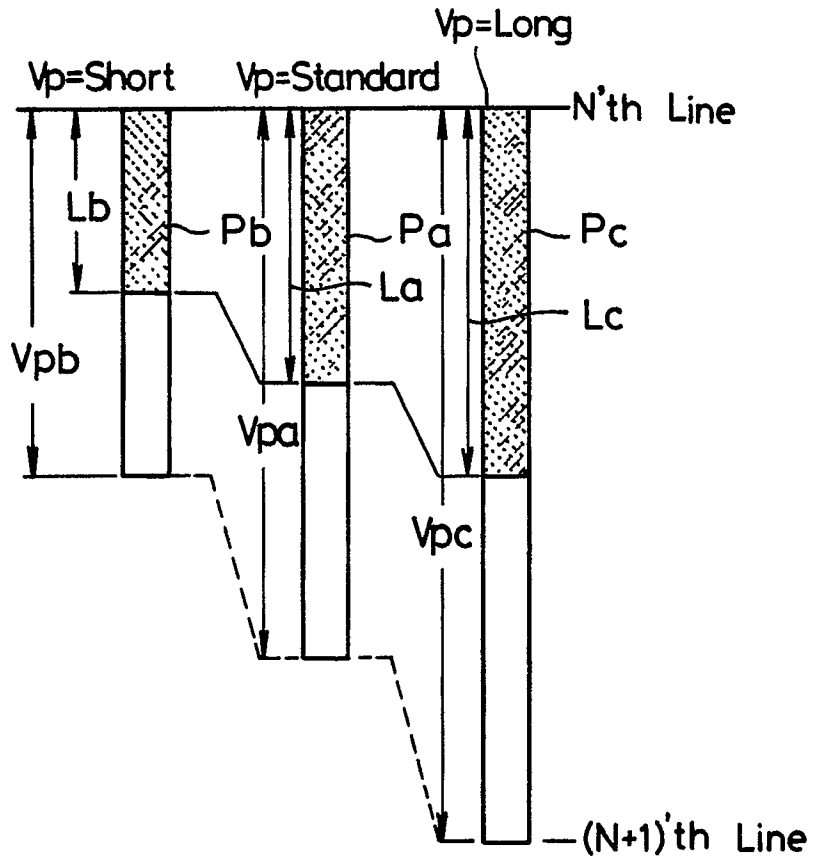 Vp=Long
Vp=Short
Vp=Standard
N'th Line
Lb
Pb
Pa
Pc
La
Lc
Vpb
Vpa
Vpc
(N+1)'th Line